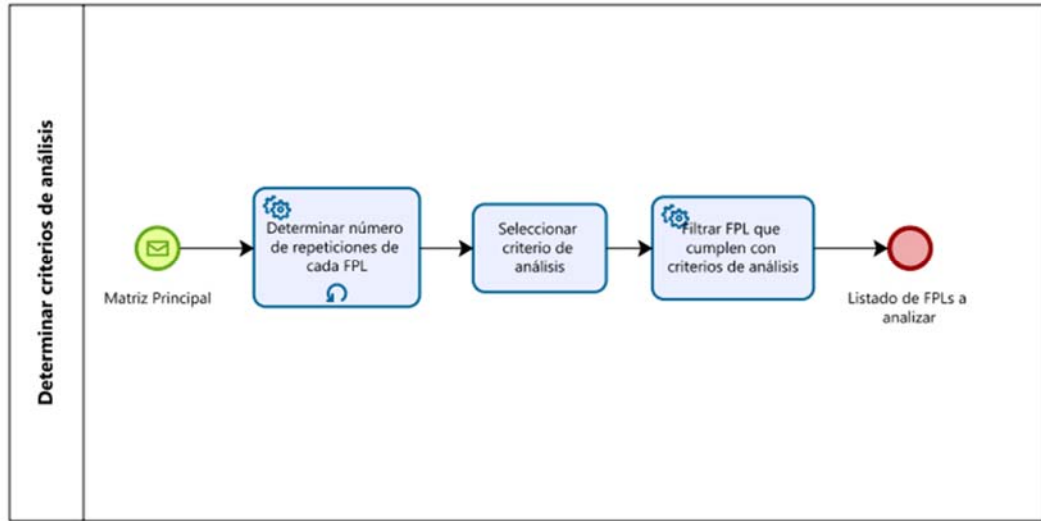 Determinar criterios de análisis
Matriz Principal
Determinar número
de repeticiones de
cada FPL
Seleccionar
criterio de
análisis
Filtrar FPL que
cumplen con
criterios de análisis
Listado de FPLs a
analizar